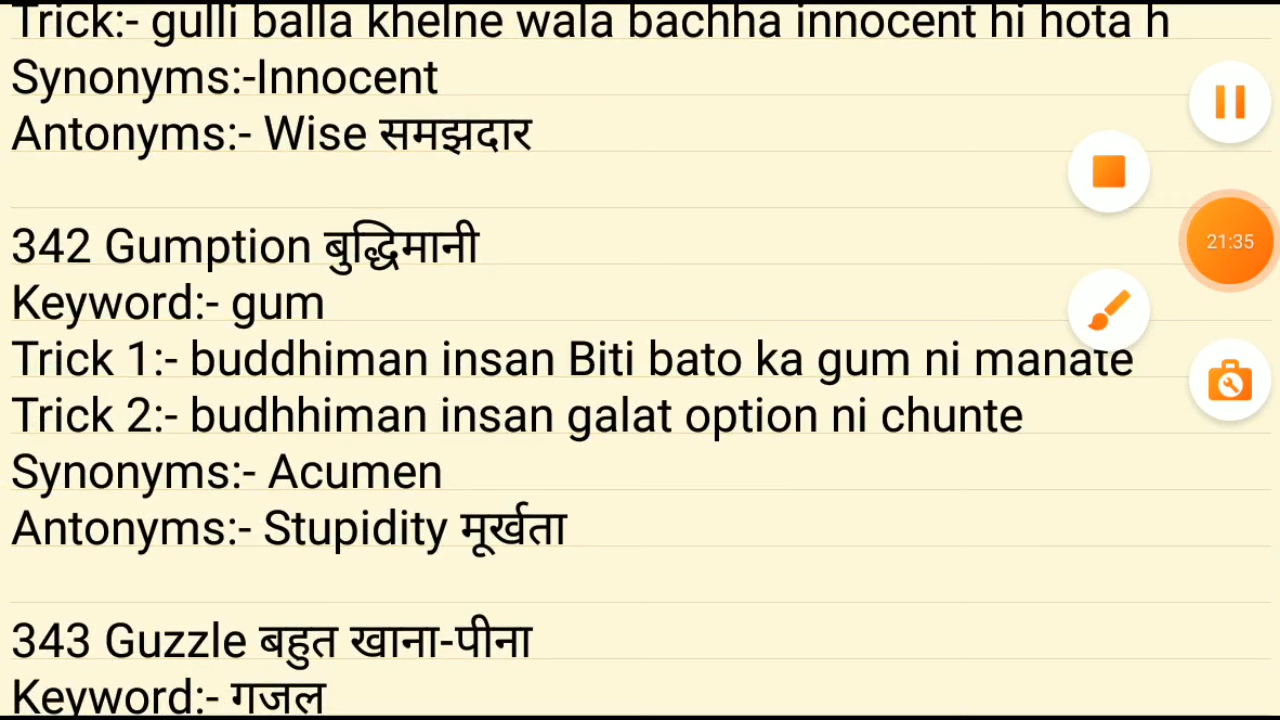 Trick:- gulli balla khelne wala bachha innocent hi hota h
Synonyms:-Innocent
Antonyms:- Wise समझदार
342 Gumption बुद्धिमानी
Keyword:- gum
Trick 1:- buddhiman insan Biti bato ka gum ni manate
Trick 2:- budhhiman insan galat option ni chunte
Synonyms:- Acumen
Antonyms:- Stupidity मूर्खता
343 Guzzle बहुत खाना-पीना
Keyword:- गजल
21:35